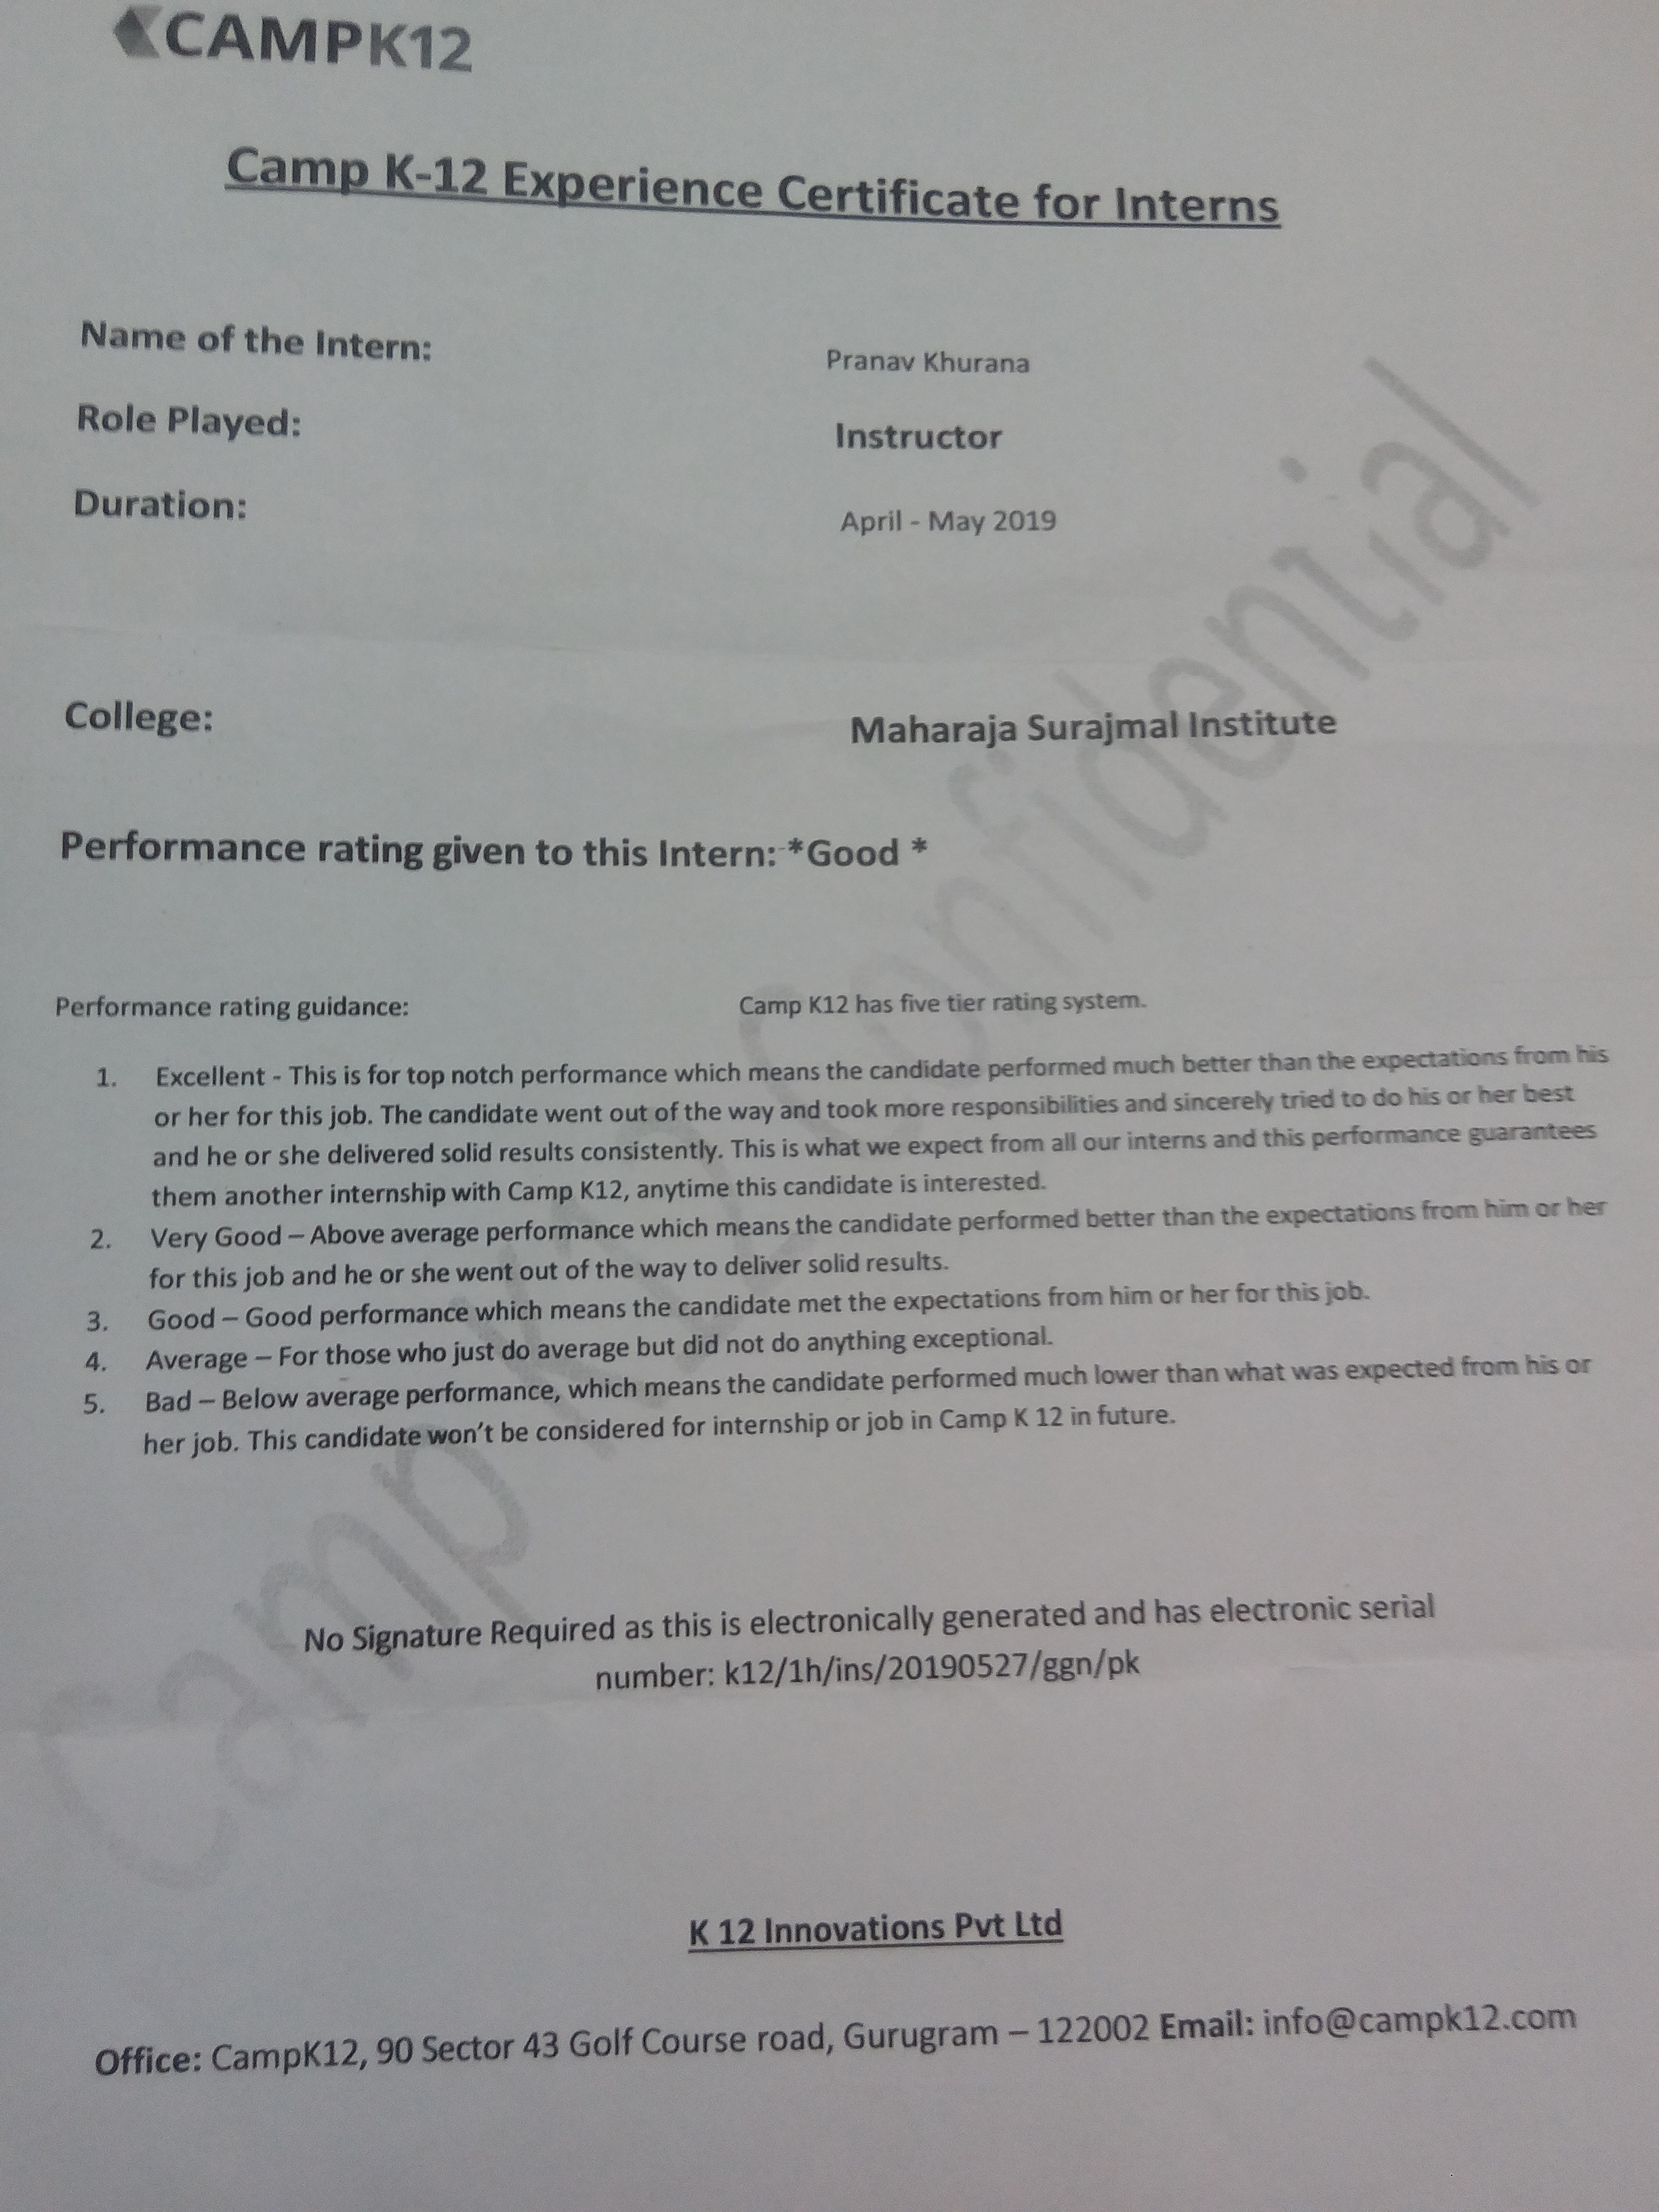 CAMPK12
Camp K-12 Experience Certificate for Interns
Name of the Intern: Pranav Khurana
Role Played: Instructor
Duration: April - May 2019
College: Maharaja Surajmal Institute
Performance rating given to this Intern: *Good *
Performance rating guidance: Camp K12 has five tier rating system.
1. Excellent - This is for top notch performance which means the candidate performed much better than the expectations from his
or her for this job. The candidate went out of the way and took more responsibilities and sincerely tried to do his or her best
and he or she delivered solid results consistently. This is what we expect from all our interns and this performance guarantees
them another internship with Camp K12, anytime this candidate is interested.
2. Very Good – Above average performance which means the candidate performed better than the expectations from him or her
for this job and he or she went out of the way to deliver solid results.
3. Good – Good performance which means the candidate met the expectations from him or her for this job.
4. Average – For those who just do average but did not do anything exceptional.
5. Bad – Below average performance, which means the candidate performed much lower than what was expected from his or
her job. This candidate won't be considered for internship or job in Camp K 12 in future.
No Signature Required as this is electronically generated and has electronic serial
number: k12/1h/ins/20190527/ggn/pk
K 12 Innovations Pvt Ltd
Office: CampK12, 90 Sector 43 Golf Course road, Gurugram – 122002 Email: info@campk12.com
Camp K12 Confidential